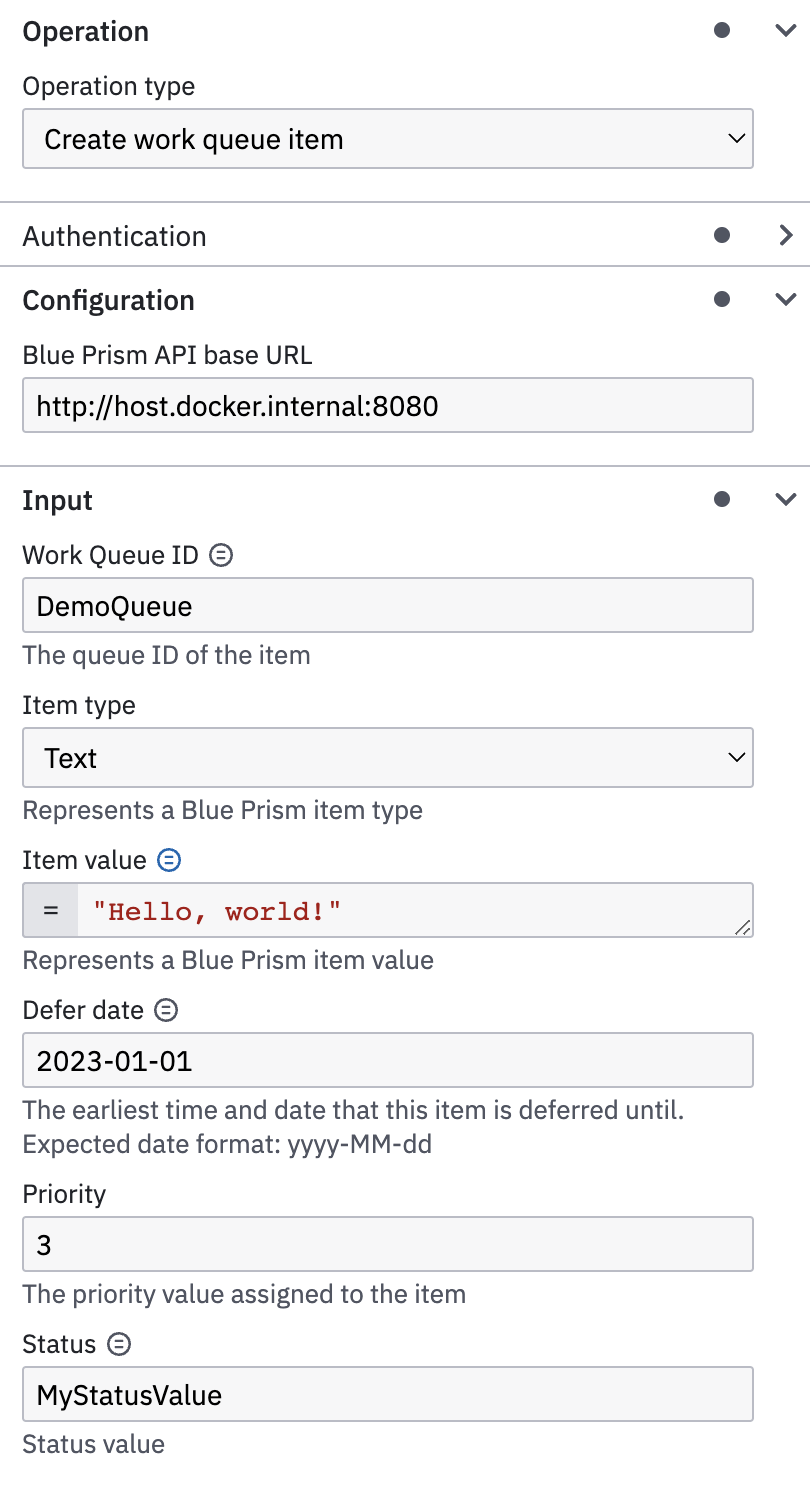 Operation
Operation type
Create work queue item
Authentication
Configuration
Blue Prism API base URL
http://host.docker.internal:8080
Input
Work Queue ID
DemoQueue
The queue ID of the item
Item type
Text
Represents a Blue Prism item type
Item value
= "Hello, world!"
Represents a Blue Prism item value
Defer date
2023-01-01
The earliest time and date that this item is deferred until.
Expected date format: yyyy-MM-dd
Priority
3
The priority value assigned to the item
Status
MyStatusValue
Status value